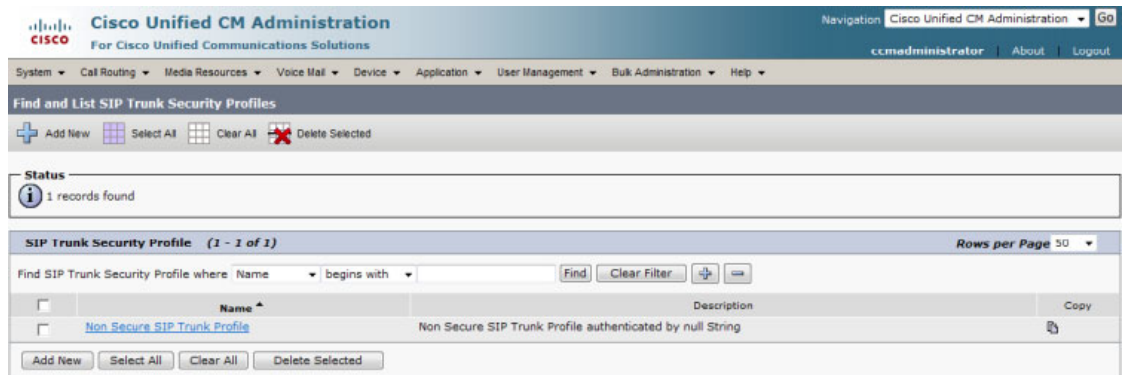 CISCO
Cisco Unified CM Administration
For Cisco Unified Communications Solutions
Navigation Cisco Unified CM Administration Go
ccmadministrator | About | Logout
System Call Routing Media Resources Voice Mail Device Application User Management Bulk Administration Help
Find and List SIP Trunk Security Profiles
Add New Select All Clear All Delete Selected
Status
i 1 records found
SIP Trunk Security Profile (1 - 1 of 1) Rows per Page 50
Find SIP Trunk Security Profile where Name begins with Find Clear Filter
Name Description Copy
Non Secure SIP Trunk Profile Non Secure SIP Trunk Profile authenticated by null String
Add New Select All Clear All Delete Selected